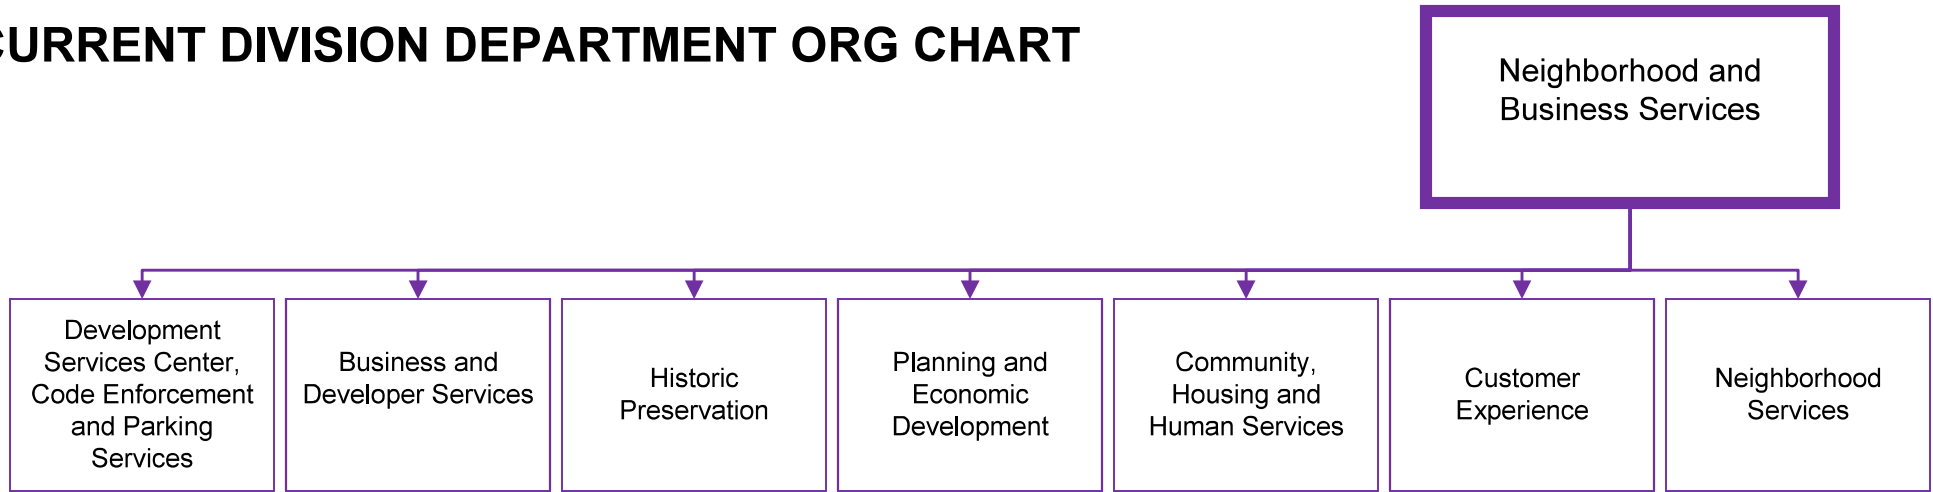 CURRENT DIVISION DEPARTMENT ORG CHART
Neighborhood and
Business Services
Development
Services Center,
Code Enforcement
and Parking
Services
Business and
Developer Services
Historic
Preservation
Planning and
Economic
Development
Community,
Housing and
Human Services
Customer
Experience
Neighborhood
Services